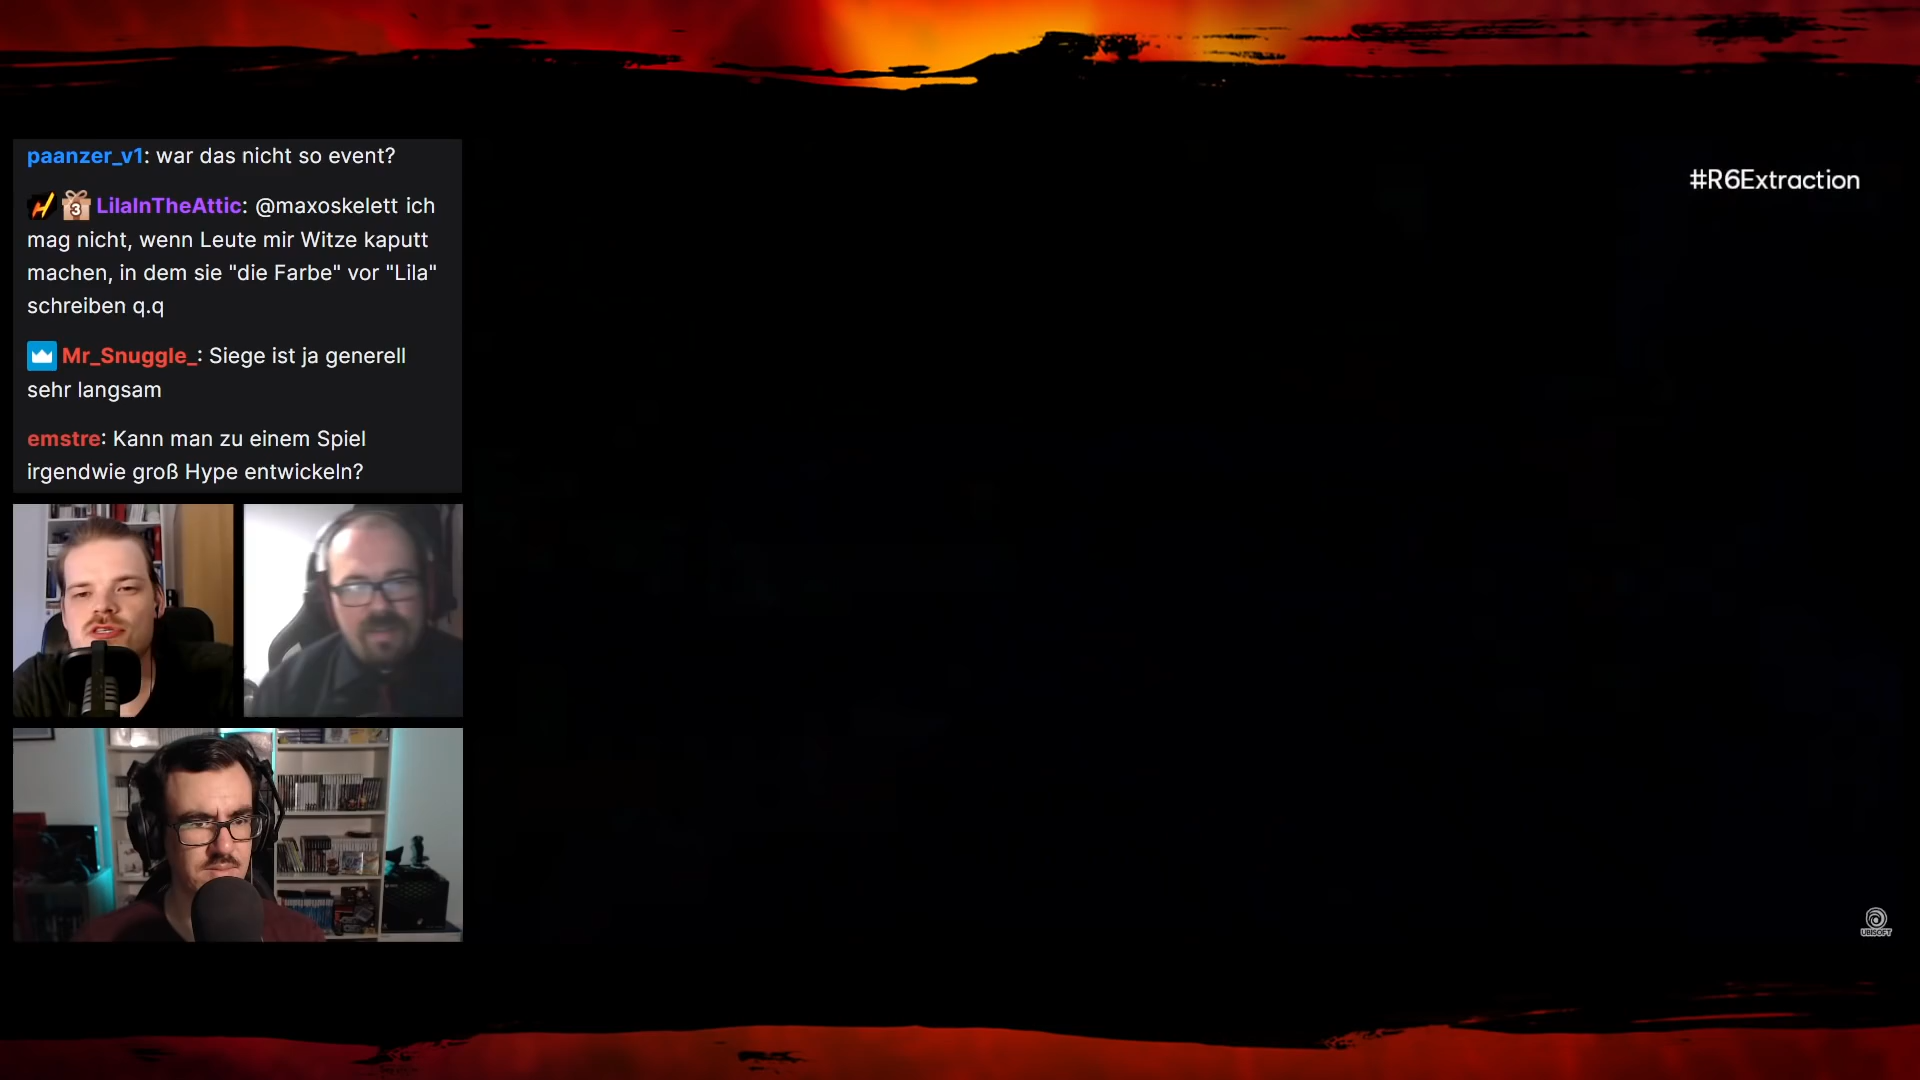 paanzer_v1: war das nicht so event?
3 LilaInTheAttic: @maxoskelett ich
mag nicht, wenn Leute mir Witze kaputt
machen, in dem sie "die Farbe" vor "Lila"
schreiben q.q
Mr_Snuggle_: Siege ist ja generell
sehr langsam
emstre: Kann man zu einem Spiel
irgendwie groß Hype entwickeln?
#R6Extraction
UBISOFT